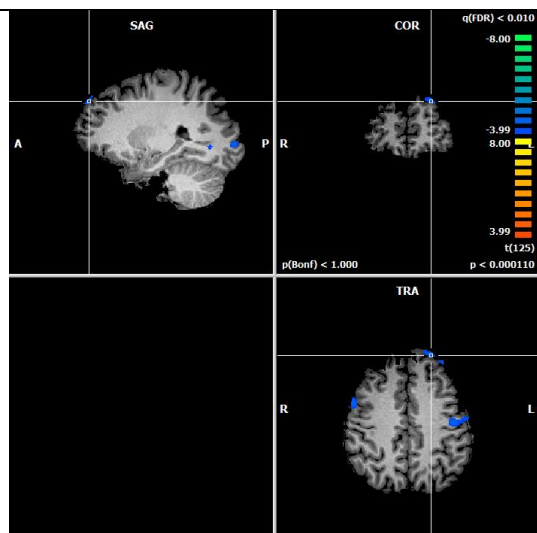 SAG
A
P
COR
q(FDR) < 0.010
-8.00
-3.99
8.00
R
L
3.99
t(125)
p(Bonf) < 1.000
p < 0.000110
TRA
R
L